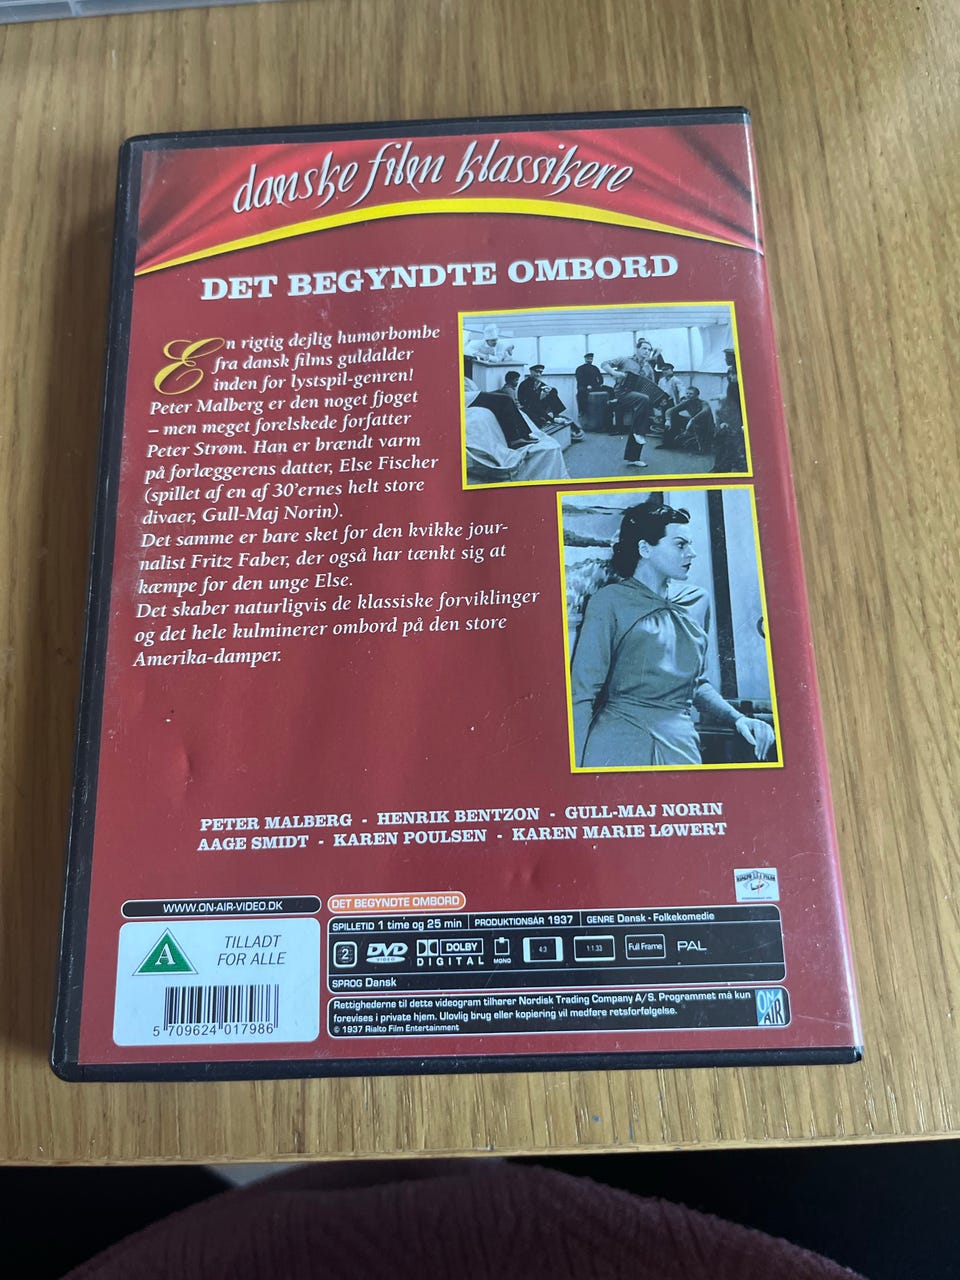 danske film klassikere
DET BEGYNDTE OMBORD
En rigtig dejlig humørbombe
fra dansk films guldalder
inden for lystspil-genren!
Peter Malberg er den noget fjoget
– men meget forelskede forfatter
Peter Strøm. Han er brændt varm
på forlæggerens datter, Else Fischer
(spillet af en af 30'ernes helt store
divaer, Gull-Maj Norin).
Det samme er bare sket for den kvikke jour-
nalist Fritz Faber, der også har tænkt sig at
kæmpe for den unge Else.
Det skaber naturligvis de klassiske forviklinger
og det hele kulminerer ombord på den store
Amerika-damper.
PETER MALBERG - HENRIK BENTZON - GULL-MAJ NORIN
AAGE SMIDT - KAREN POULSEN - KAREN MARIE LØWERT
WWW.ON-AIR-VIDEO.DK
A
TILLADT
FOR ALLE
5 709624 017986
DET BEGYNDTE OMBORD
SPILLETID 1 time og 25 min PRODUKTIONSÅR 1937 GENRE Dansk - Folkekomedie
2 DVD VIDEO DOLBY DIGITAL MONO 4:3 1:1.33 Full Frame PAL
SPROG Dansk
Rettighederne til dette videogram tilhører Nordisk Trading Company A/S. Programmet må kun
forevises i private hjem. Ulovlig brug eller kopiering vil medføre retsforfølgelse.
© 1937 Rialto Film Entertainment
ON AIR